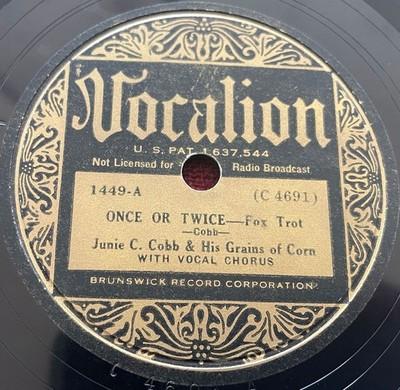 Vocalion
U. S. PAT. 1,637,544
Not Licensed for Radio Broadcast
1449-A (C 4691)
ONCE OR TWICE—Fox Trot
—Cobb—
Junie C. Cobb & His Grains of Corn
WITH VOCAL CHORUS
BRUNSWICK RECORD CORPORATION